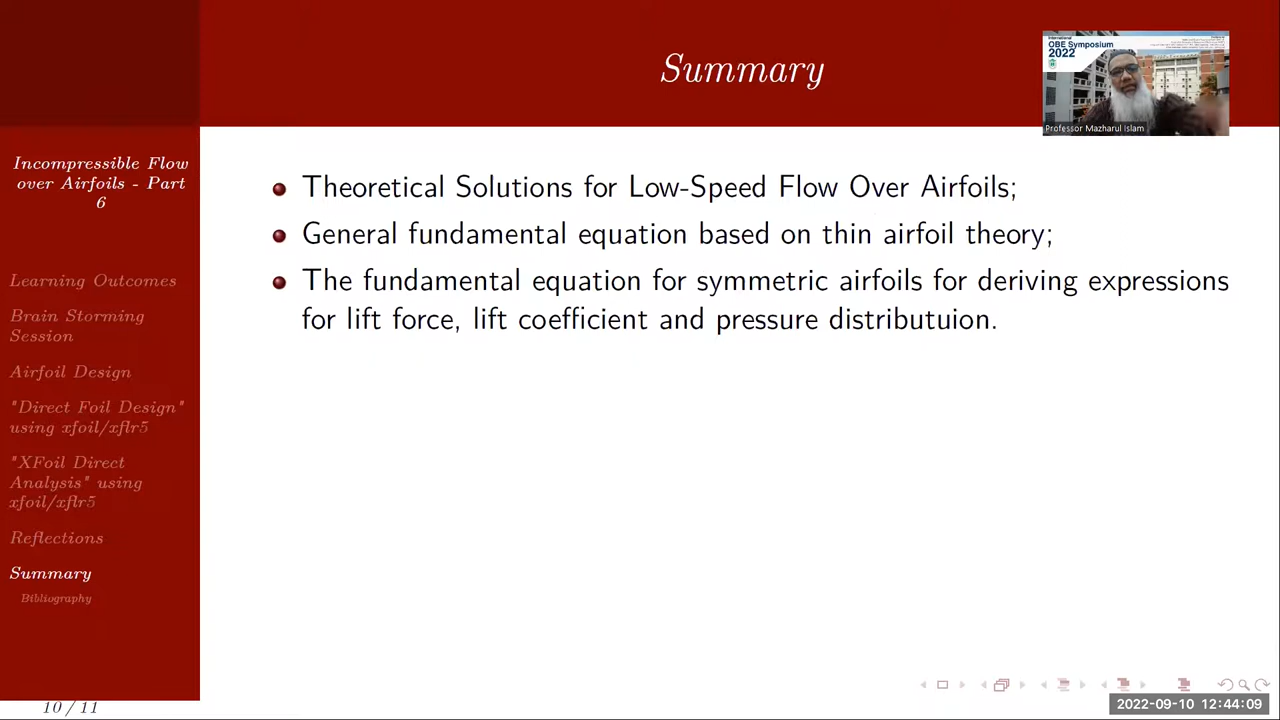 Summary
International
OBE Symposium
2022
Professor Mazharul Islam
Incompressible Flow
over Airfoils - Part
6
Learning Outcomes
Brain Storming
Session
Airfoil Design
"Direct Foil Design"
using xfoil/xflr5
"XFoil Direct
Analysis" using
xfoil/xflr5
Reflections
Summary
Bibliography
Theoretical Solutions for Low-Speed Flow Over Airfoils;
General fundamental equation based on thin airfoil theory;
The fundamental equation for symmetric airfoils for deriving expressions
for lift force, lift coefficient and pressure distributuion.
10 / 11
2022-09-10 12:44:09